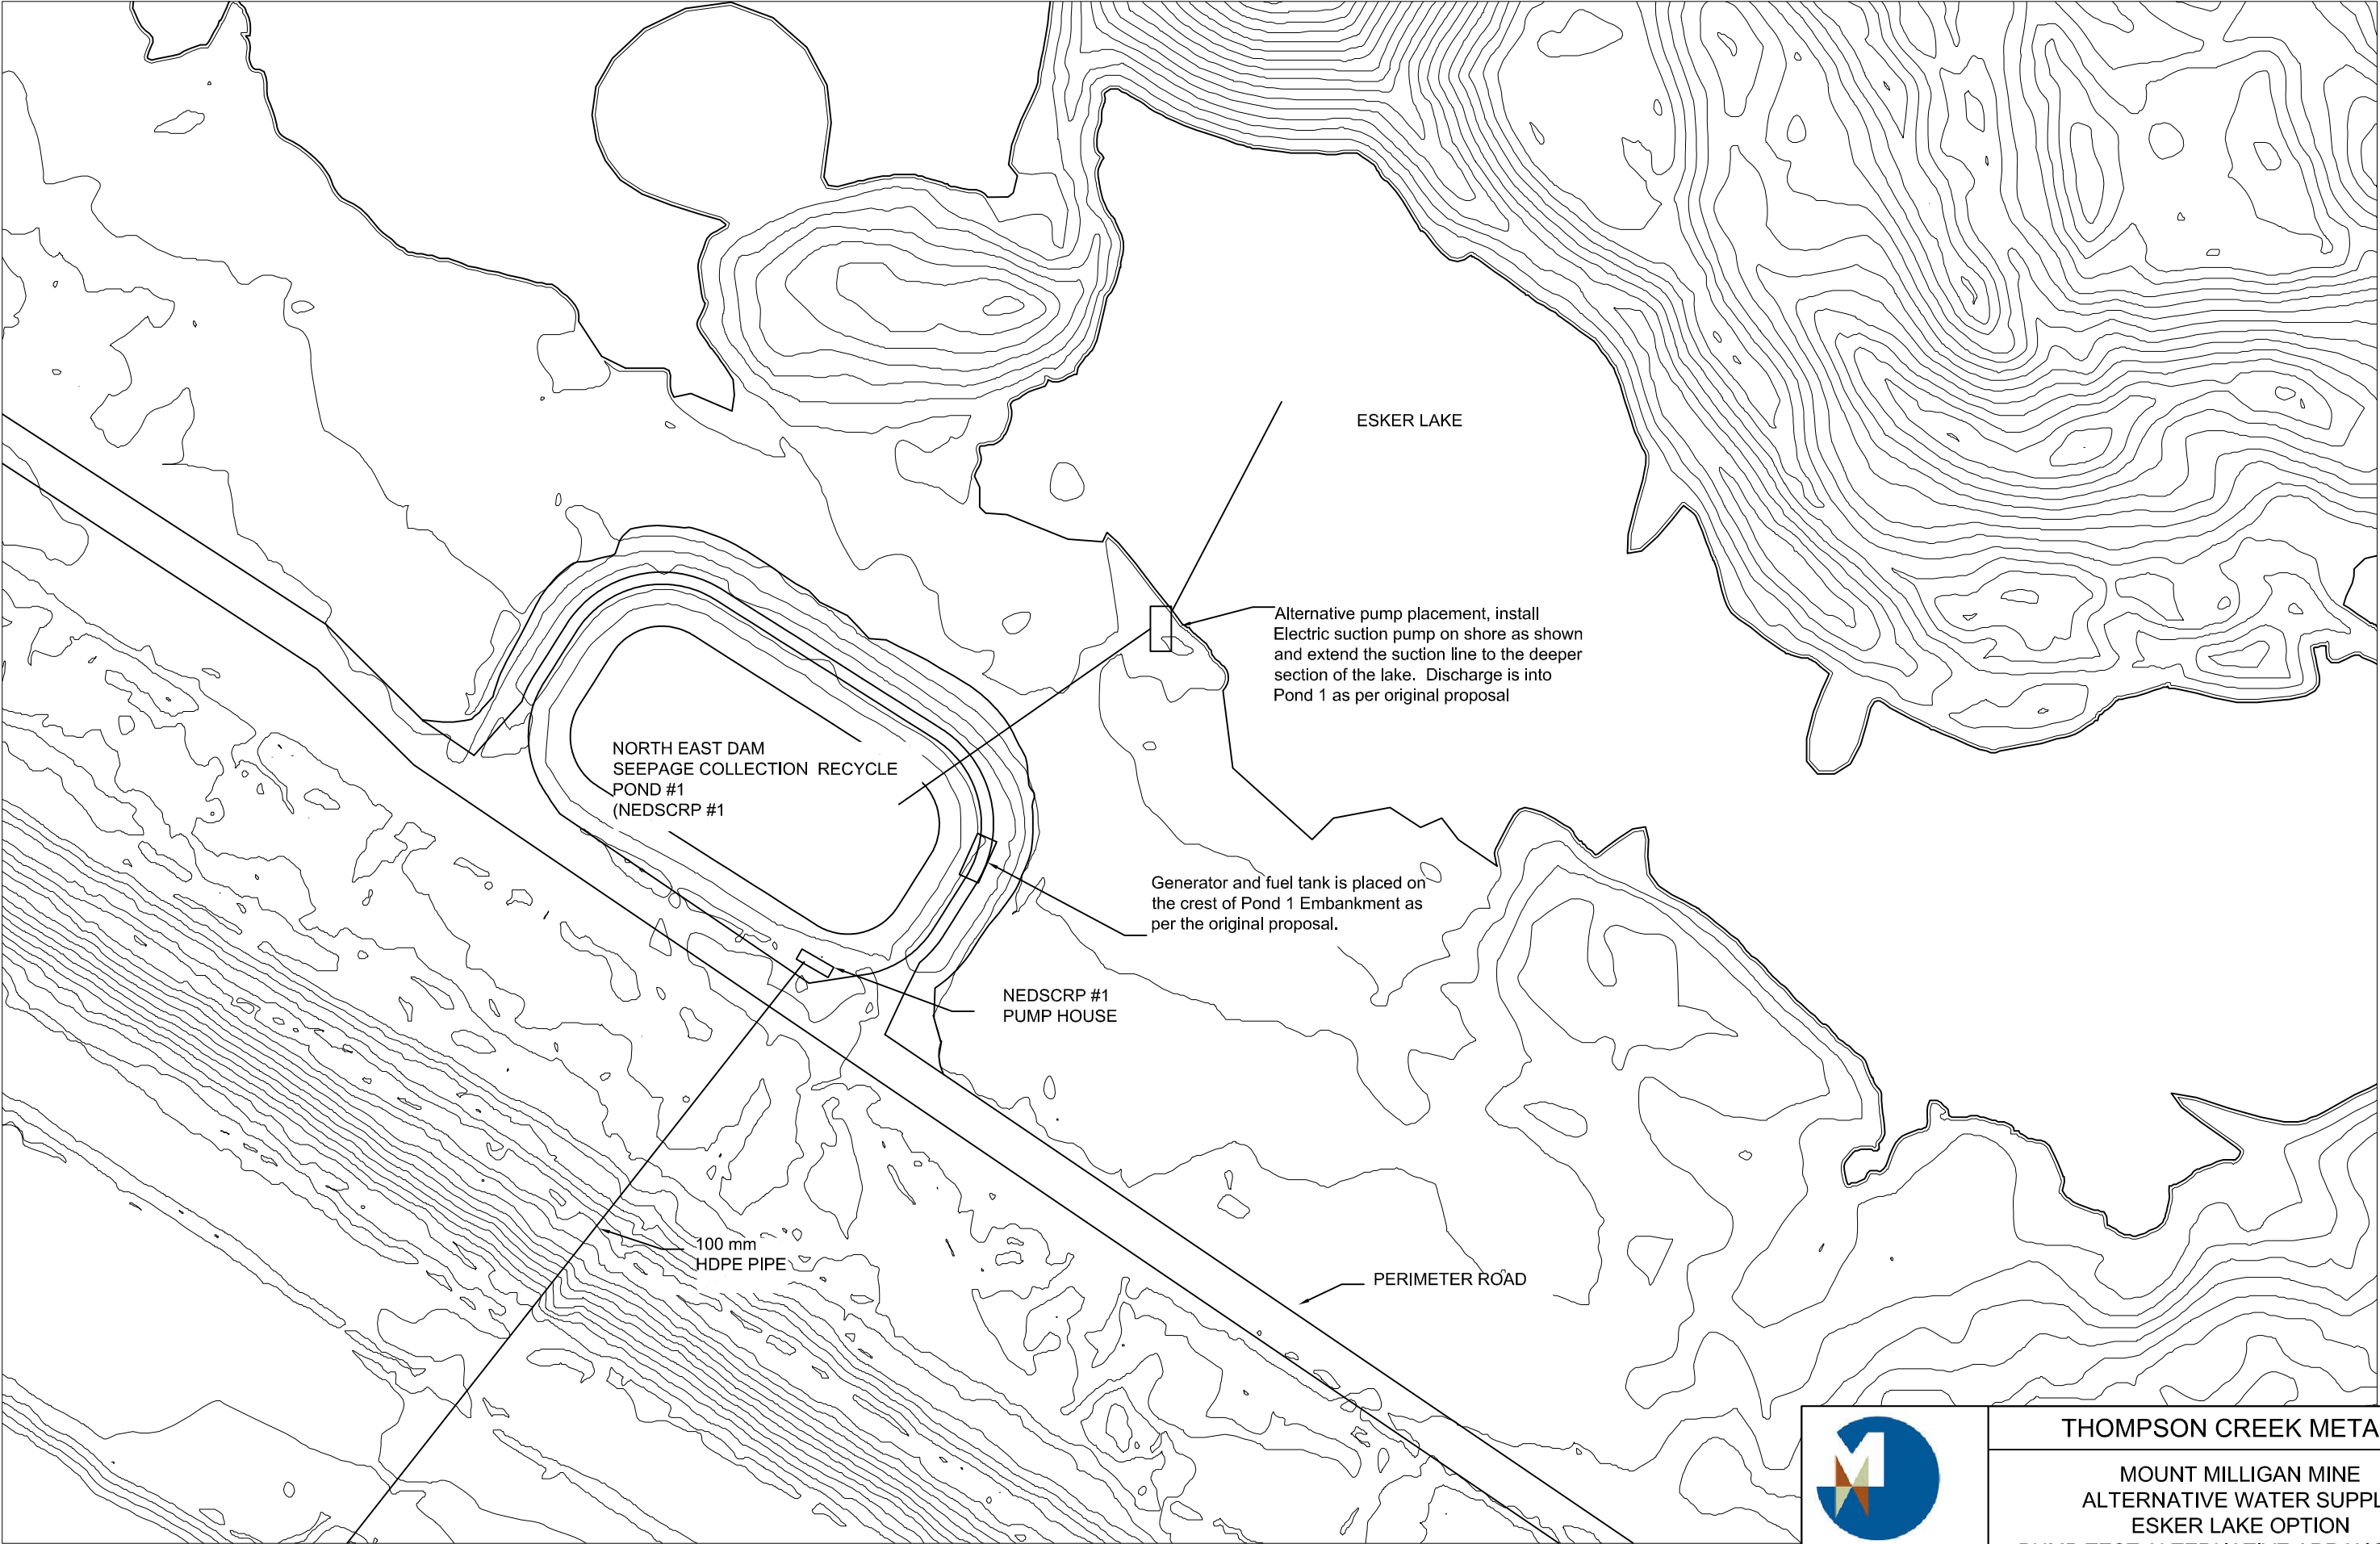 ESKER LAKE
Alternative pump placement, install
Electric suction pump on shore as shown
and extend the suction line to the deeper
section of the lake. Discharge is into
Pond 1 as per original proposal
NORTH EAST DAM
SEEPAGE COLLECTION RECYCLE
POND #1
(NEDSCRP #1
Generator and fuel tank is placed on
the crest of Pond 1 Embankment as
per the original proposal.
NEDSCRP #1
PUMP HOUSE
100 mm
HDPE PIPE
PERIMETER ROAD
THOMPSON CREEK META
MOUNT MILLIGAN MINE
ALTERNATIVE WATER SUPPL
ESKER LAKE OPTION